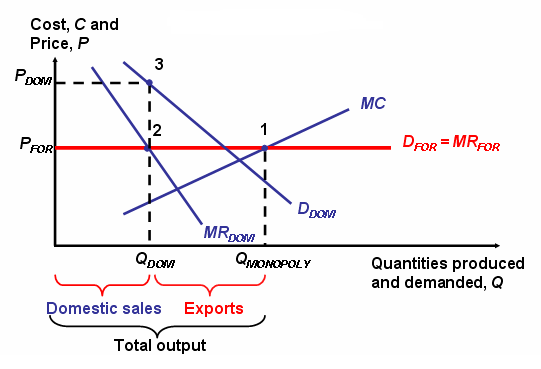 Cost, C and
Price, P
P_DOM
3
MC
P_FOR
2
1
D_FOR = MR_FOR
D_DOM
MR_DOM
Q_DOM
Q_MONOPOLY
Quantities produced
and demanded, Q
Domestic sales
Exports
Total output